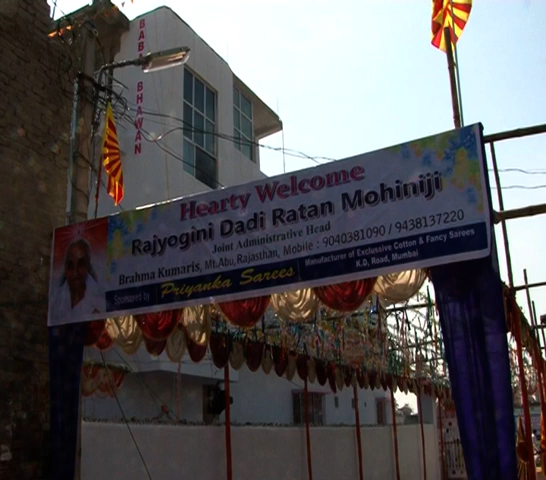 BABA BHAWAN
Hearty Welcome
Rajyogini Dadi Ratan Mohiniji
Joint Administrative Head
Brahma Kumaris, Mt.Abu, Rajasthan, Mobile : 9040381090 / 9438137220
Sponsored by Priyanka Sarees Manufacturer of Exclusive Cotton & Fancy Sarees
K.D, Road, Mumbai